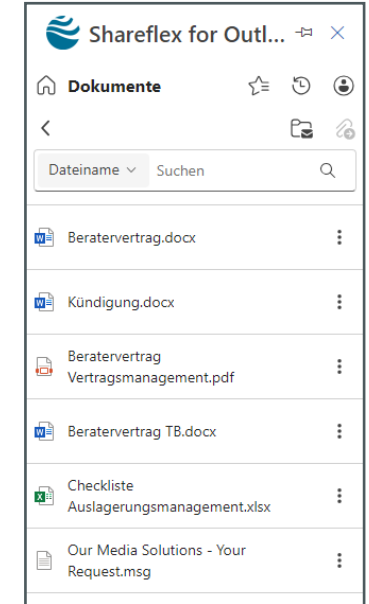 Shareflex for Outl...
Dokumente
Dateiname
Suchen
Beratervertrag.docx
Kündigung.docx
Beratervertrag
Vertragsmanagement.pdf
Beratervertrag TB.docx
Checkliste
Auslagerungsmanagement.xlsx
Our Media Solutions - Your
Request.msg